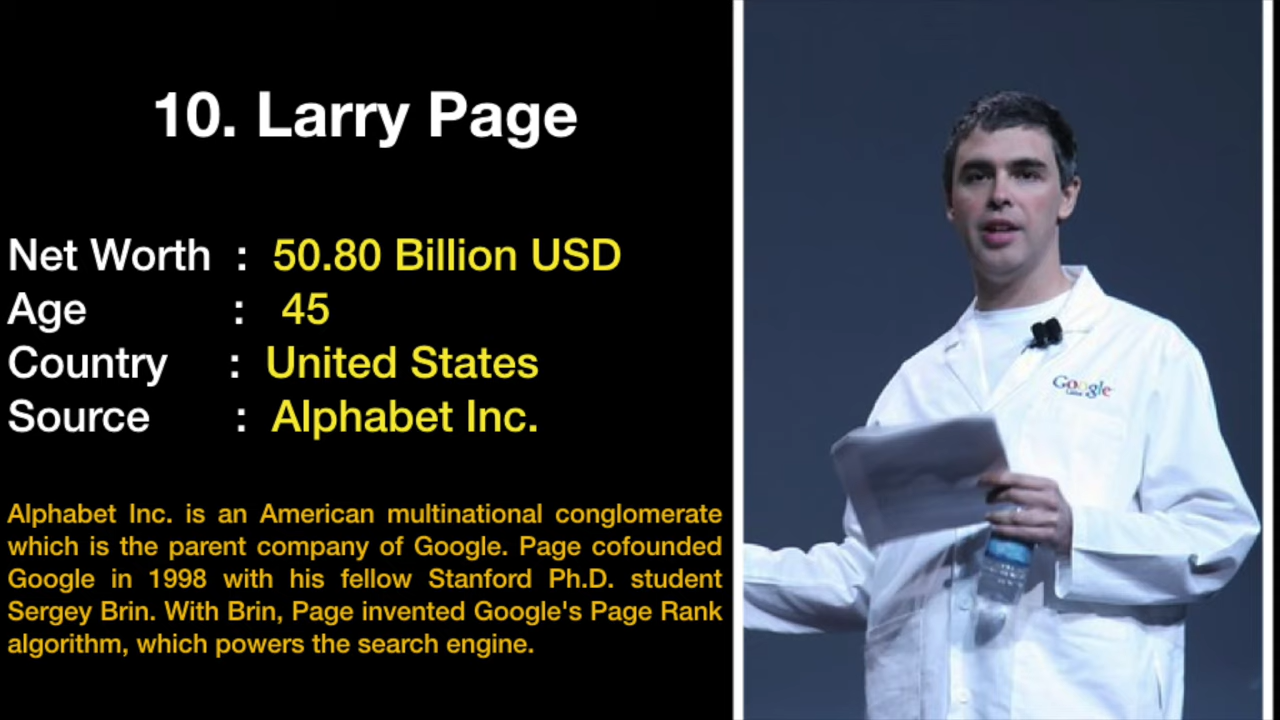 10. Larry Page
Net Worth : 50.80 Billion USD
Age : 45
Country : United States
Source : Alphabet Inc.
Alphabet Inc. is an American multinational conglomerate
which is the parent company of Google. Page cofounded
Google in 1998 with his fellow Stanford Ph.D. student
Sergey Brin. With Brin, Page invented Google's Page Rank
algorithm, which powers the search engine.
Google